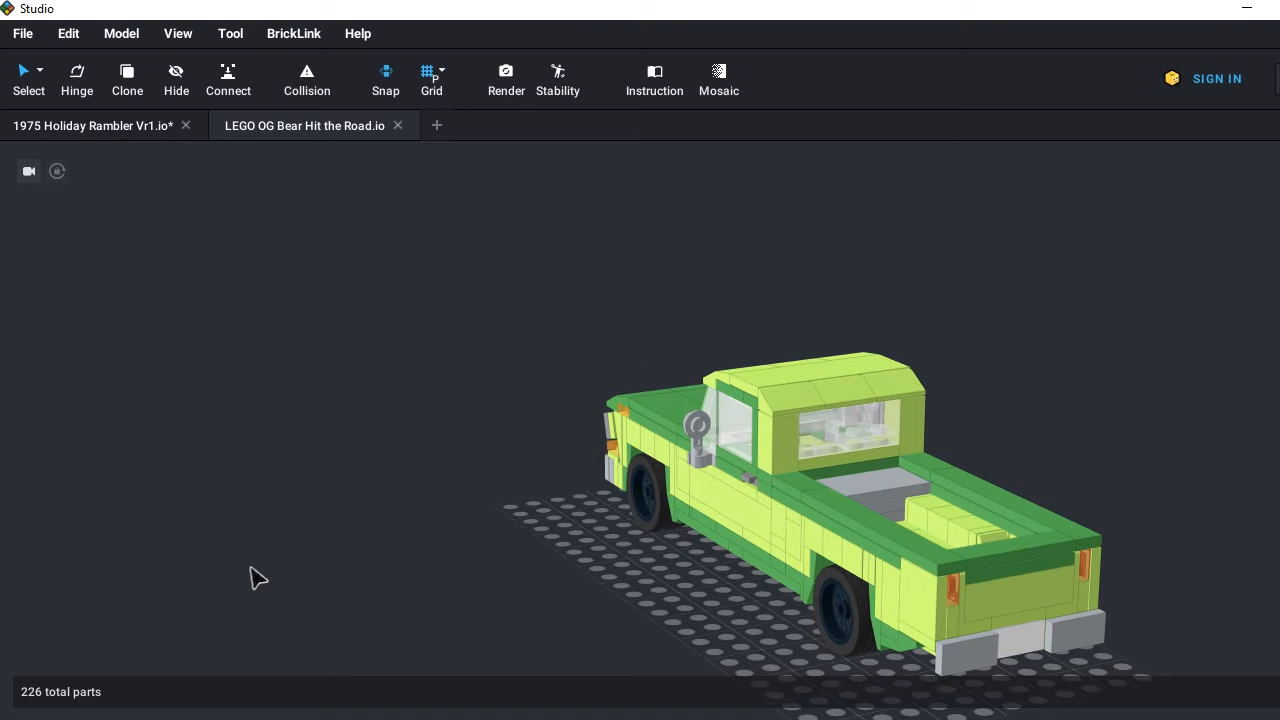 Studio
File Edit Model View Tool BrickLink Help
Select Hinge Clone Hide Connect Collision Snap P Grid Render Stability Instruction Mosaic SIGN IN
1975 Holiday Rambler Vr1.io* LEGO OG Bear Hit the Road.io
226 total parts